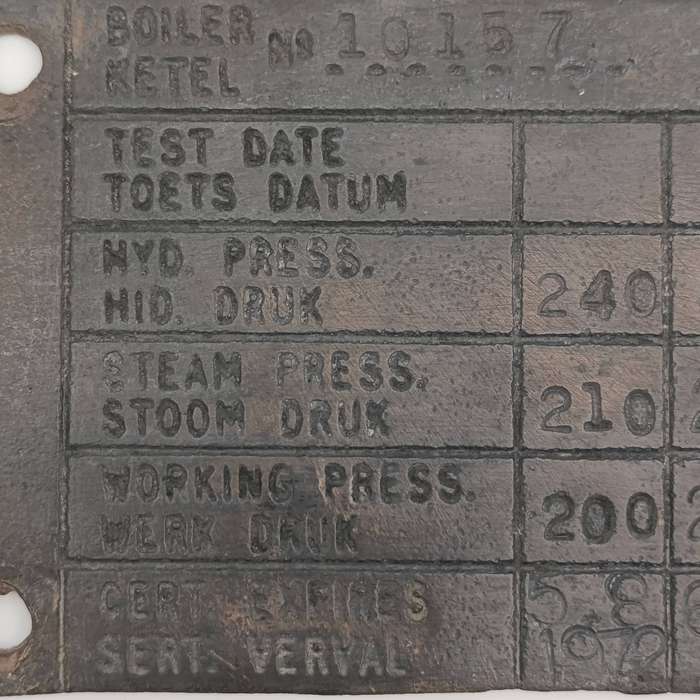 BOILER
KETEL
No 10157
TEST DATE
TOETS DATUM
HYD. PRESS.
HID. DRUK
240
STEAM PRESS.
STOOM DRUK
210
WORKING PRESS.
WERK DRUK
200
CERT. EXPIRES
SERT. VERVAL
5 8
1972